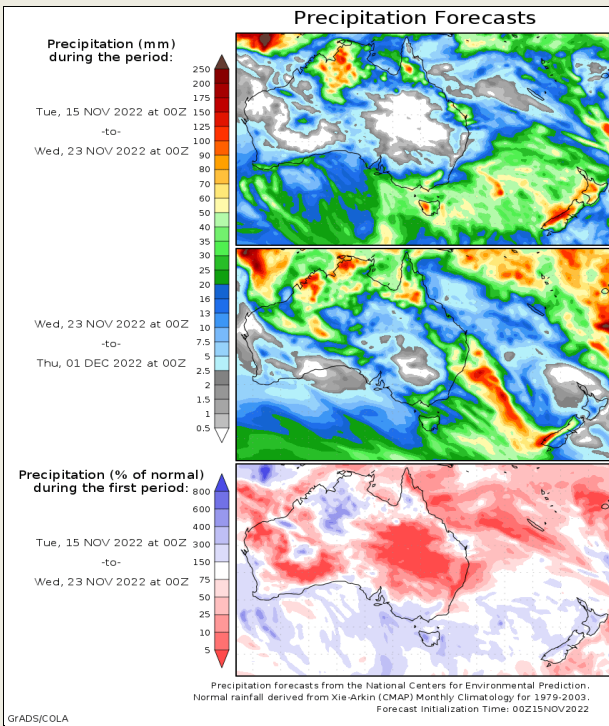 Precipitation Forecasts
Precipitation (mm)
during the period:
Tue, 15 NOV 2022 at 00Z
-to-
Wed, 23 NOV 2022 at 00Z
250
200
175
150
125
100
90
80
70
60
50
40
35
30
25
20
16
13
10
7.5
5
2.5
2
1.5
1
0.5
Wed, 23 NOV 2022 at 00Z
-to-
Thu, 01 DEC 2022 at 00Z
Precipitation (% of normal)
during the first period:
Tue, 15 NOV 2022 at 00Z
-to-
Wed, 23 NOV 2022 at 00Z
800
600
400
300
150
75
50
25
10
5
Precipitation forecasts from the National Centers for Environmental Prediction.
Normal rainfall derived from Xie-Arkin (CMAP) Monthly Climatology for 1979-2003.
Forecast Initialization Time: 00Z15NOV2022
GrADS/COLA